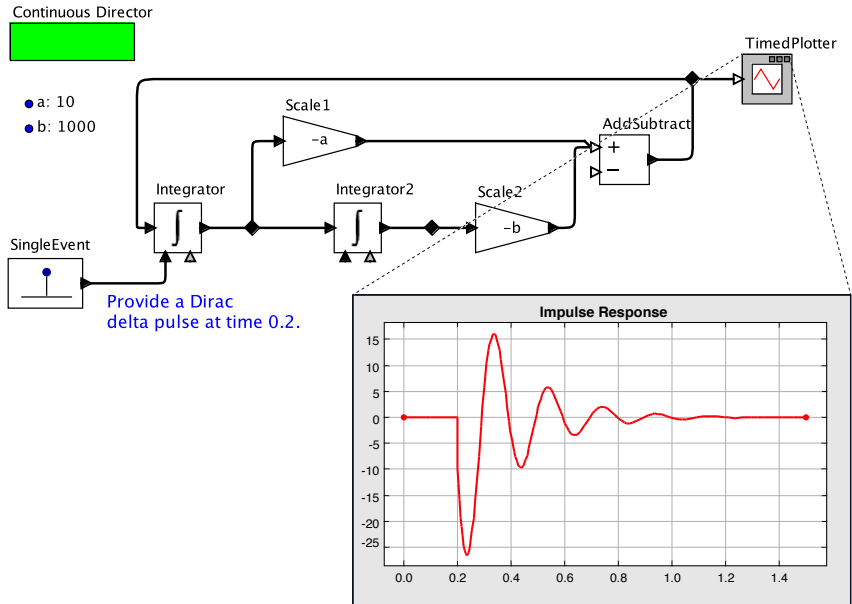 Continuous Director
TimedPlotter
a: 10
b: 1000
Scale1
-a
AddSubtract
+
−
Integrator
∫
Integrator2
∫
Scale2
-b
SingleEvent
Provide a Dirac
delta pulse at time 0.2.
Impulse Response
15
10
5
0
-5
-10
-15
-20
-25
0.0 0.2 0.4 0.6 0.8 1.0 1.2 1.4